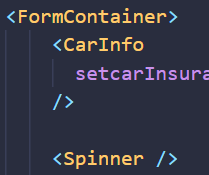 <FormContainer>
<CarInfo
setcarInsura
/>
<Spinner />